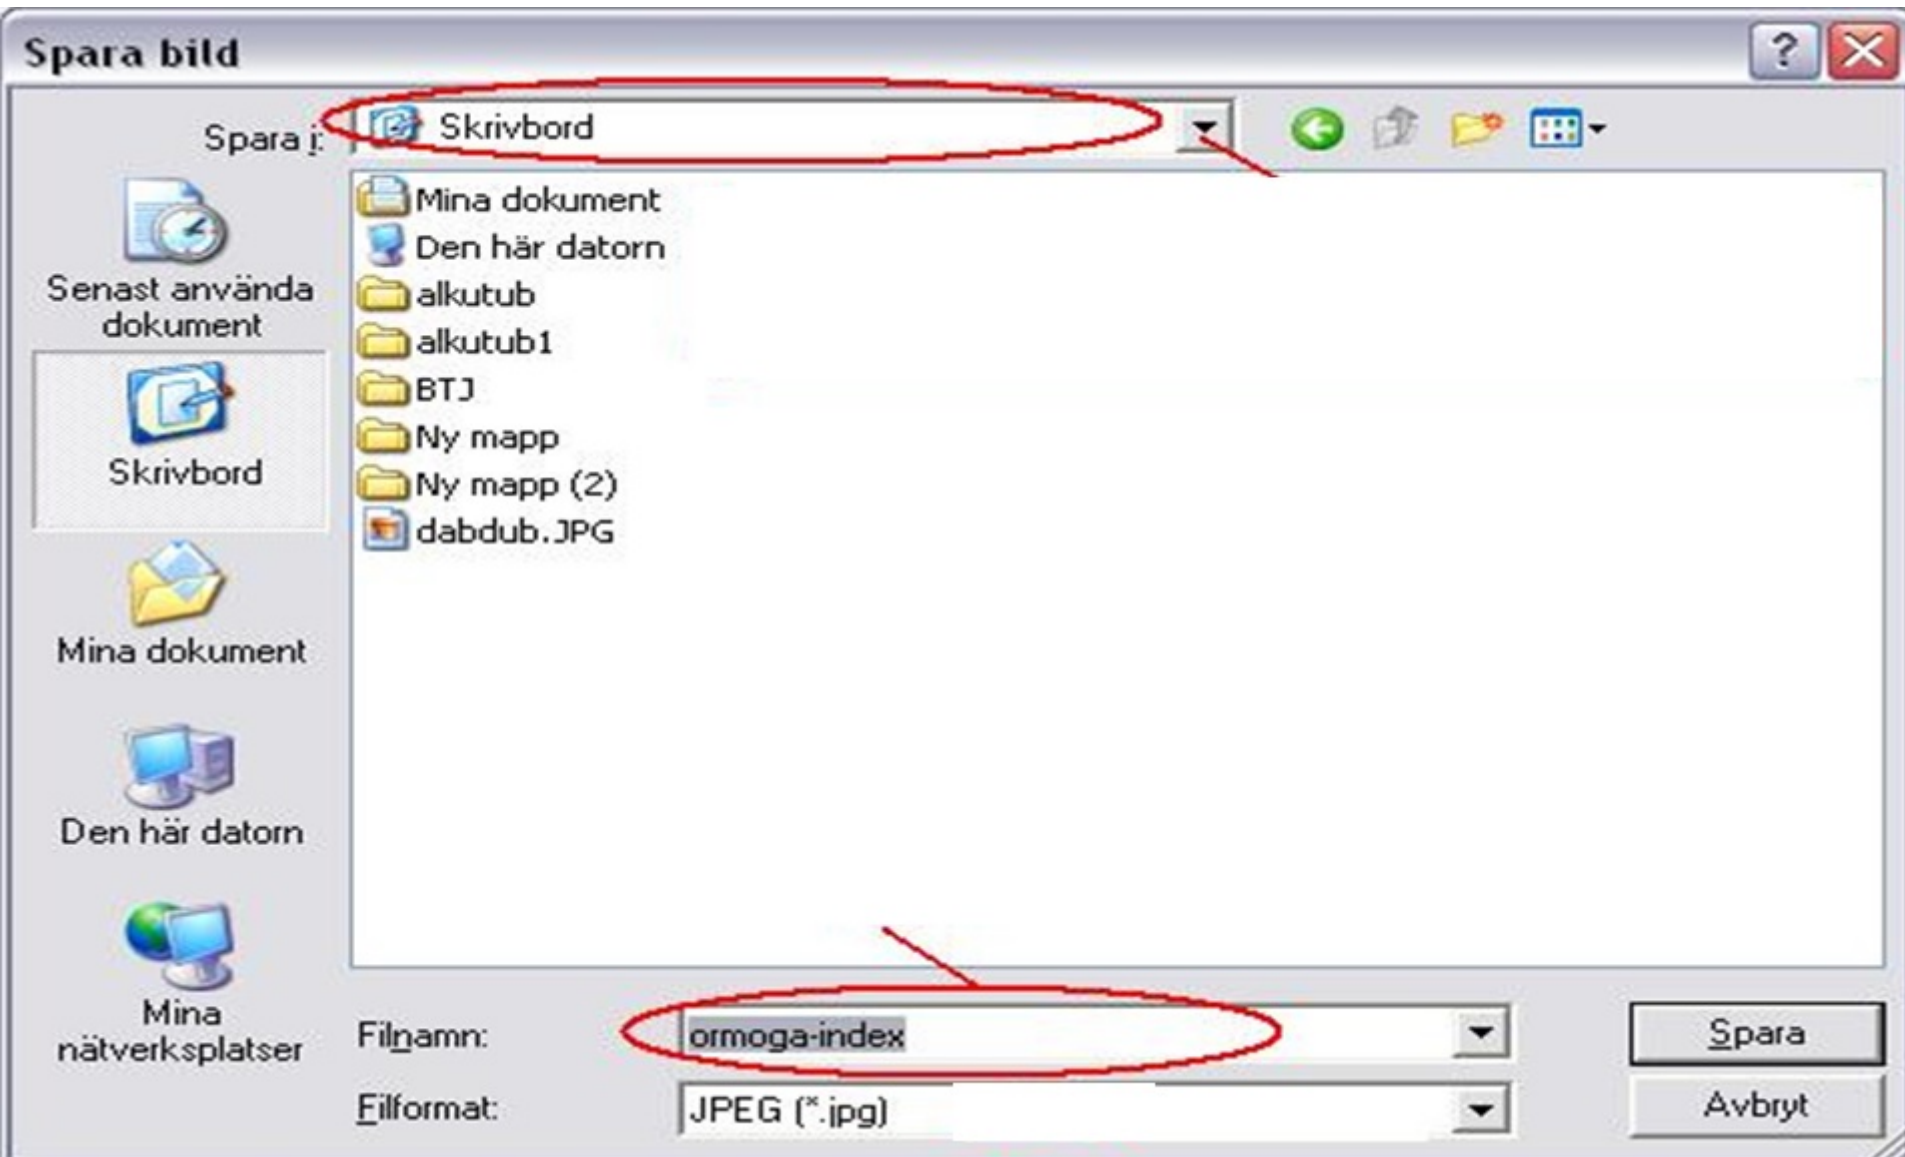 Spara bild
Spara i:
Skrivbord
Senast använda
dokument
Skrivbord
Mina dokument
Den här datorn
Mina
nätverksplatser
Mina dokument
Den här datorn
alkutub
alkutub1
BTJ
Ny mapp
Ny mapp (2)
dabdub.JPG
Filnamn:
ormoga-index
Spara
Filformat:
JPEG (*.jpg)
Avbryt